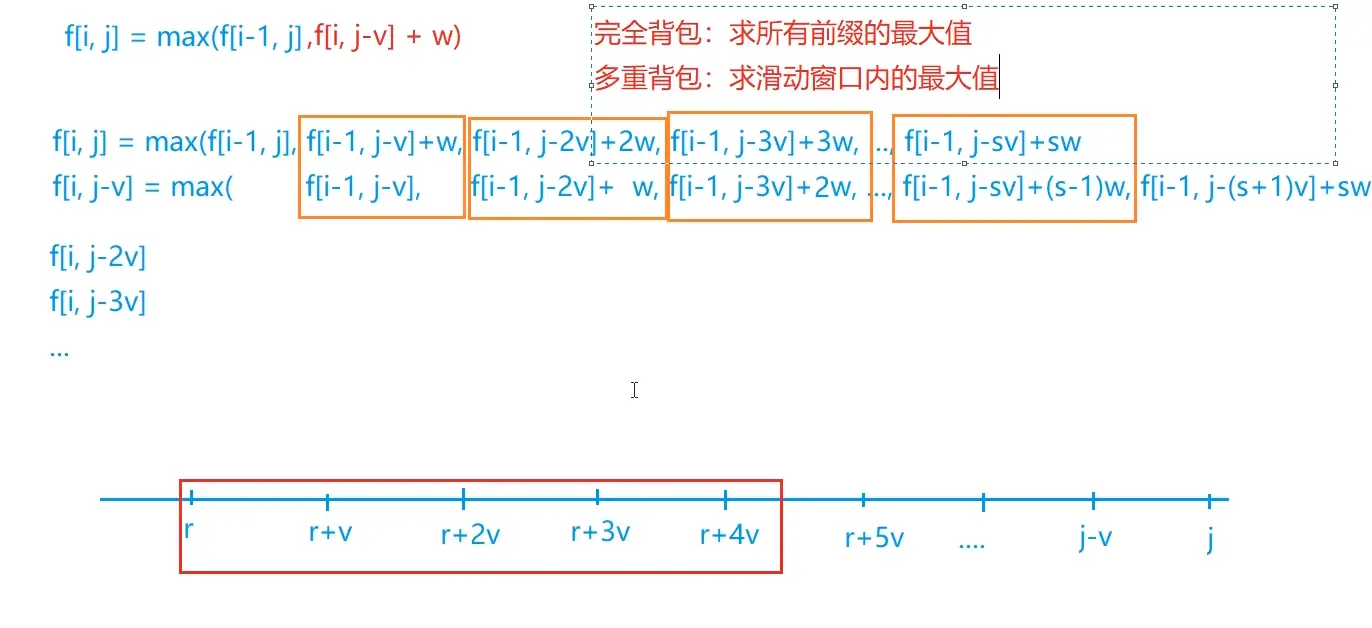 f[i, j] = max(f[i-1, j],f[i, j-v] + w)
完全背包：求所有前缀的最大值
多重背包：求滑动窗口内的最大值
f[i, j] = max(f[i-1, j], f[i-1, j-v]+w, f[i-1, j-2v]+2w, f[i-1, j-3v]+3w, .., f[i-1, j-sv]+sw
f[i, j-v] = max( f[i-1, j-v], f[i-1, j-2v]+ w, f[i-1, j-3v]+2w, ..., f[i-1, j-sv]+(s-1)w, f[i-1, j-(s+1)v]+sw
f[i, j-2v]
f[i, j-3v]
...
r r+v r+2v r+3v r+4v r+5v .... j-v j